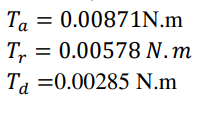 T_a = 0.00871N.m
T_r = 0.00578 N.m
T_d =0.00285 N.m